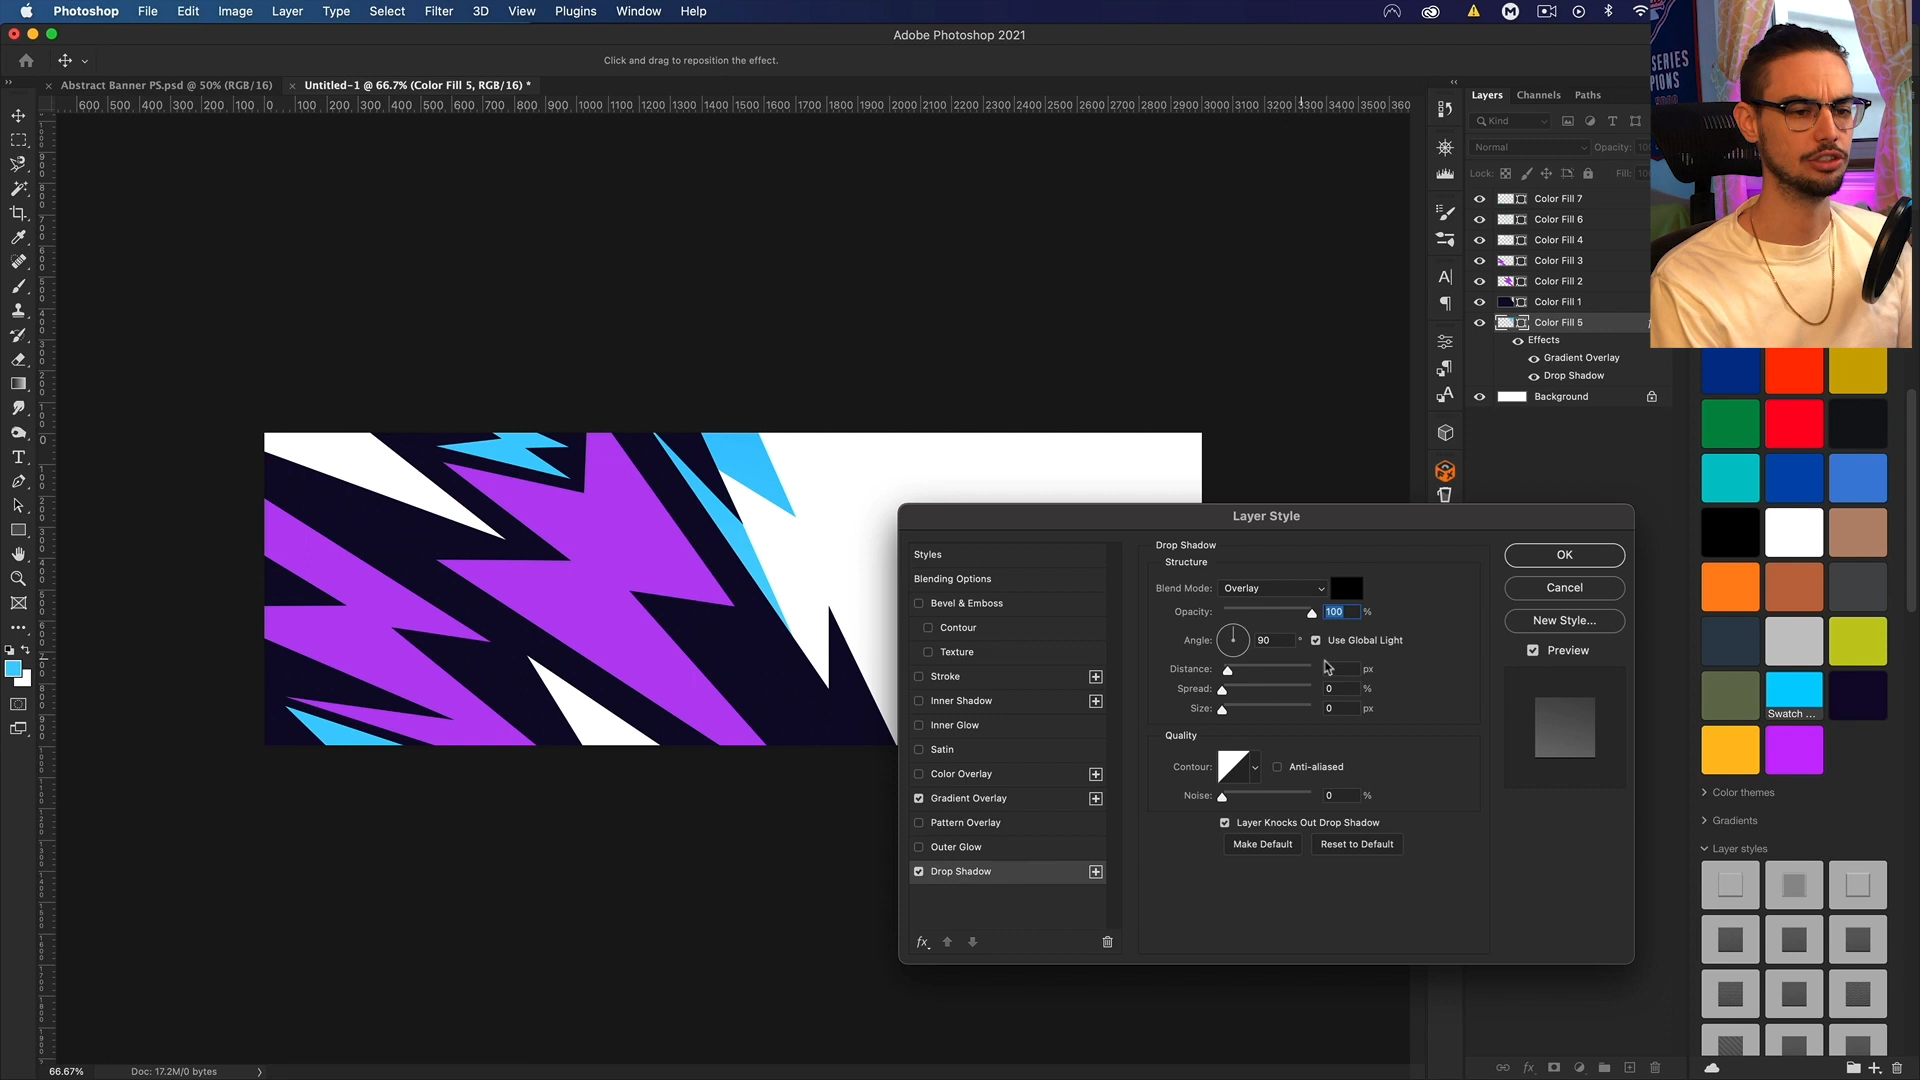 Photoshop File Edit Image Layer Type Select Filter 3D View Plugins Window Help
Adobe Photoshop 2021
Click and drag to reposition the effect.
Abstract Banner PS.psd @ 50% (RGB/16)
Untitled-1 @ 66.7% (Color Fill 5, RGB/16) *
600 500 400 300 200 100 0 100 200 300 400 500 600 700 800 900 1000 1100 1200 1300 1400 1500 1600 1700 1800 1900 2000 2100 2200 2300 2400 2500 2600 2700 2800 2900 3000 3100 3200 3300 3400 3500 3600
Layers Channels Paths
Kind
Normal Opacity:
Lock: Fill:
Color Fill 7
Color Fill 6
Color Fill 4
Color Fill 3
Color Fill 2
Color Fill 1
Color Fill 5
Effects
Gradient Overlay
Drop Shadow
Background
SERIES
Layer Style
Styles
Blending Options
Bevel & Emboss
Contour
Texture
Stroke
Inner Shadow
Inner Glow
Satin
Color Overlay
Gradient Overlay
Pattern Overlay
Outer Glow
Drop Shadow
fx
Drop Shadow
Structure
Blend Mode: Overlay
Opacity: 100 %
Angle: 90 ° Use Global Light
Distance: px
Spread: 0 %
Size: 0 px
Quality
Contour: Anti-aliased
Noise: 0 %
Layer Knocks Out Drop Shadow
Make Default Reset to Default
OK
Cancel
New Style...
Preview
Swatch ...
Color themes
Gradients
Layer styles
66.67% Doc: 17.2M/0 bytes